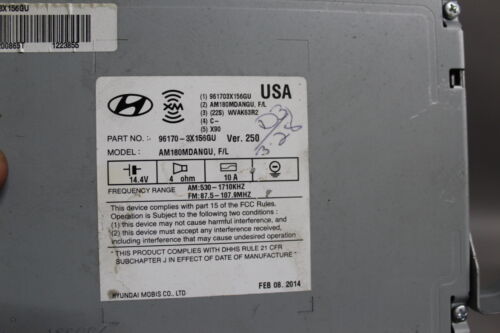 3X156GU
1223855
USA
(1) 961703X156GU
(2) AM180MDANGU, F/L
(3) (225) WVAK63R2
(4) C-
(5) X90
XM
HYUNDAI
PART NO. :- 96170-3X156GU Ver. 250
MODEL: AM180MDANGU, F/L
14.4V 4 ohm 10 A
FREQUENCY RANGE AM:530-1710KHZ
FM:87.5-107.9MHZ
This device complies with part 15 of the FCC Rules.
Operation is Subject to the following two conditions :
(1) this device may not cause harmful interference, and
(2) this device must accept any interference received,
including interference that may cause undesired operation
* THIS PRODUCT COMPLIES WITH DHHS RULE 21 CFR
SUBCHAPTER J IN EFFECT OF DATE OF MANUFACTURE.
HYUNDAI MOBIS CO., LTD
FEB 08. 2014